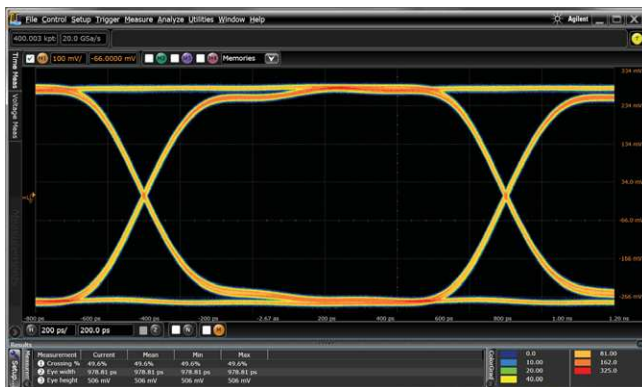 File Control Setup Trigger Measure Analyze Utilities Window Help Agilent
400.003 kpts 20.0 GSa/s
100 mV/ -66.0000 mV Memories
Time Meas
Voltage Meas
334 mV
234 mV
134 mV
34.0 mV
-66.0 mV
-166 mV
-266 mV
-800 ps -600 ps -400 ps -200 ps -2.67 as 200 ps 400 ps 600 ps 800 ps 1.00 ns 1.20 ns
H 200 ps/ 200.0 ps
Results
Measurement Current Mean Min Max
1 Crossing % 49.6% 49.6% 49.6% 49.6%
2 Eye width 978.81 ps 978.81 ps 978.81 ps 978.81 ps
3 Eye height 506 mV 506 mV 506 mV 506 mV
Setup
0.0 81.00
10.00 162.0
20.00 325.0
40.00